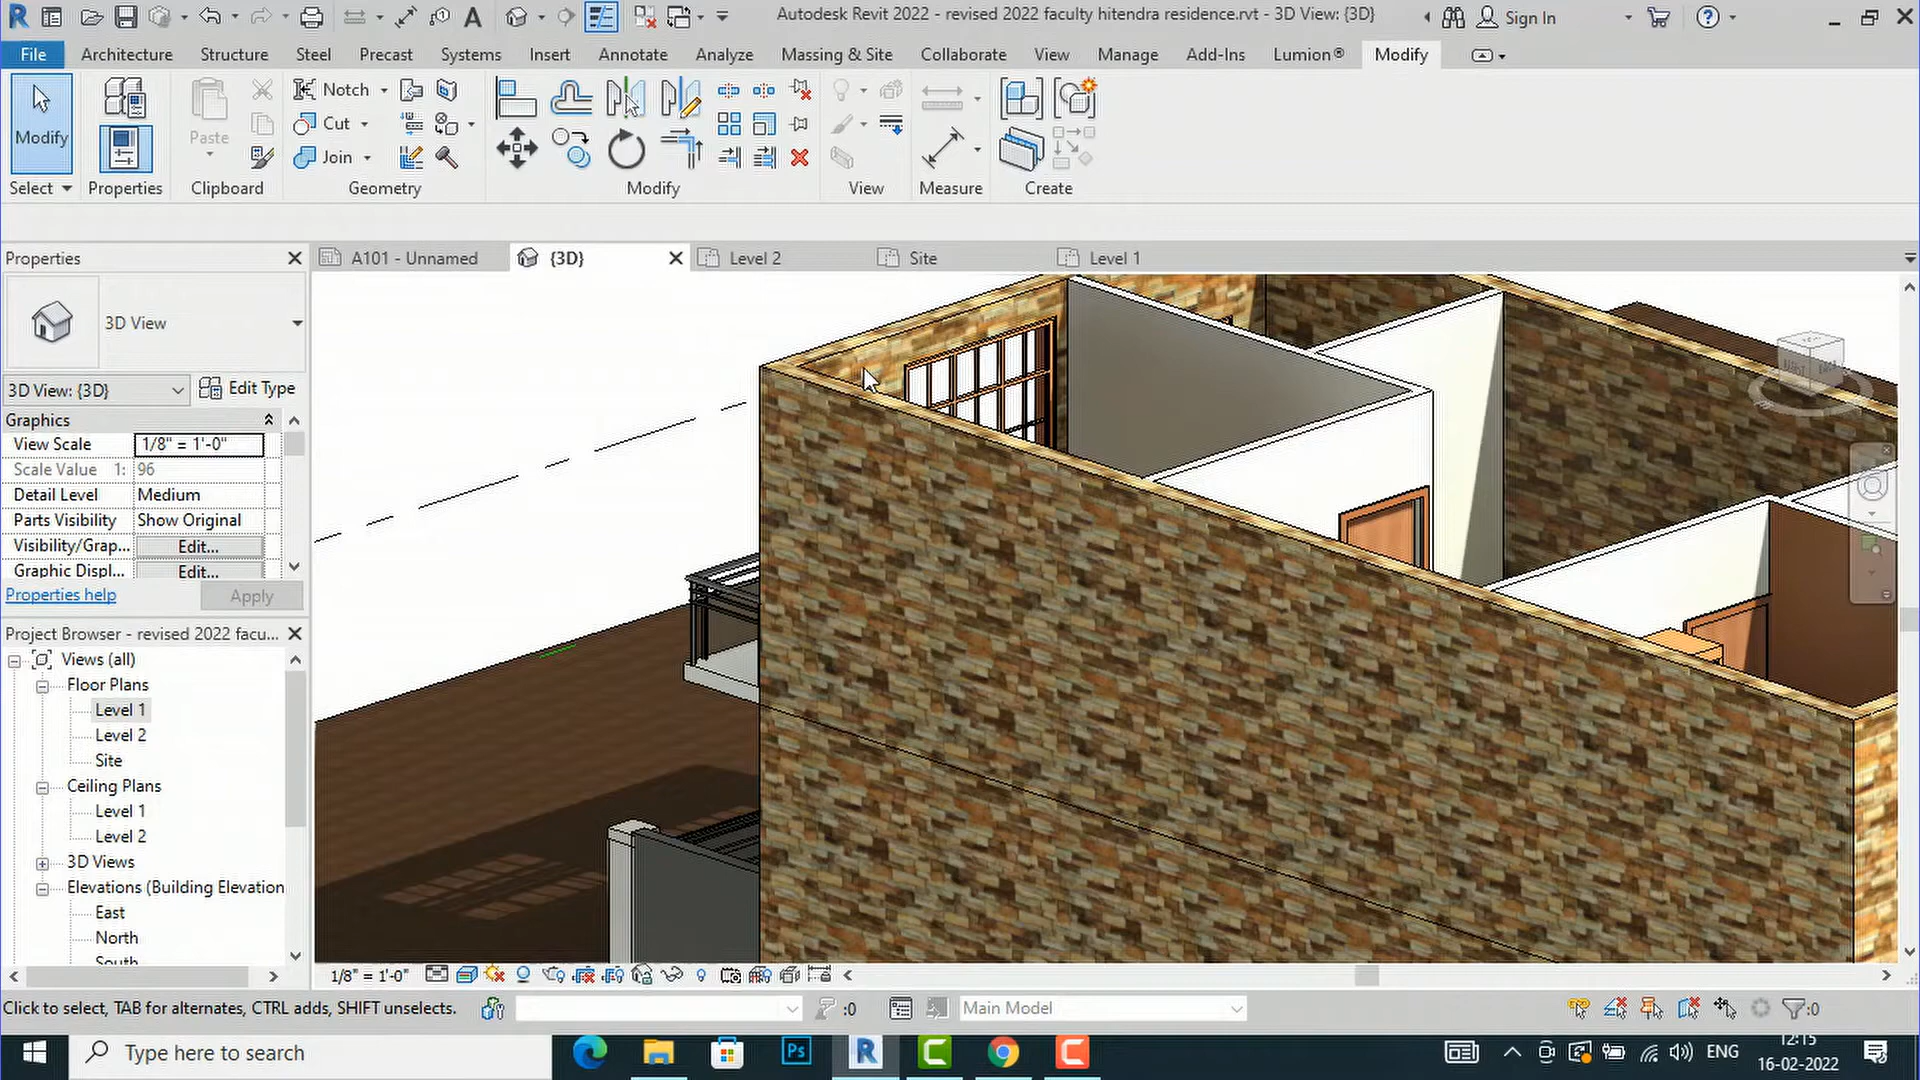 Autodesk Revit 2022 - revised 2022 faculty hitendra residence.rvt - 3D View: {3D}
Sign In
File
Architecture
Structure
Steel
Precast
Systems
Insert
Annotate
Analyze
Massing & Site
Collaborate
View
Manage
Add-Ins
Lumion®
Modify
Modify
Paste
Notch
Cut
Join
Select
Properties
Clipboard
Geometry
Modify
View
Measure
Create
Properties
A101 - Unnamed
{3D}
Level 2
Site
Level 1
3D View
3D View: {3D}
Edit Type
Graphics
View Scale
1/8" = 1'-0"
Scale Value 1:
96
Detail Level
Medium
Parts Visibility
Show Original
Visibility/Grap...
Edit...
Graphic Displ...
Edit...
Properties help
Apply
Project Browser - revised 2022 facu...
Views (all)
Floor Plans
Level 1
Level 2
Site
Ceiling Plans
Level 1
Level 2
3D Views
Elevations (Building Elevation
East
North
South
1/8" = 1'-0"
Click to select, TAB for alternates, CTRL adds, SHIFT unselects.
:0
Main Model
:0
Type here to search
Ps
ENG
12:15
16-02-2022